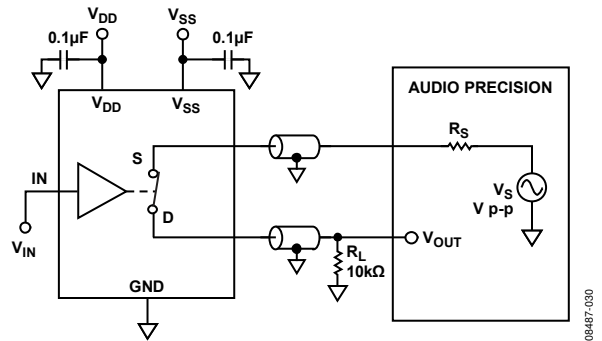 VDD
VSS
0.1µF
0.1µF
VDD
VSS
AUDIO PRECISION
RS
S
IN
VS
V p-p
D
VIN
VOUT
RL
10kΩ
GND
08487-030